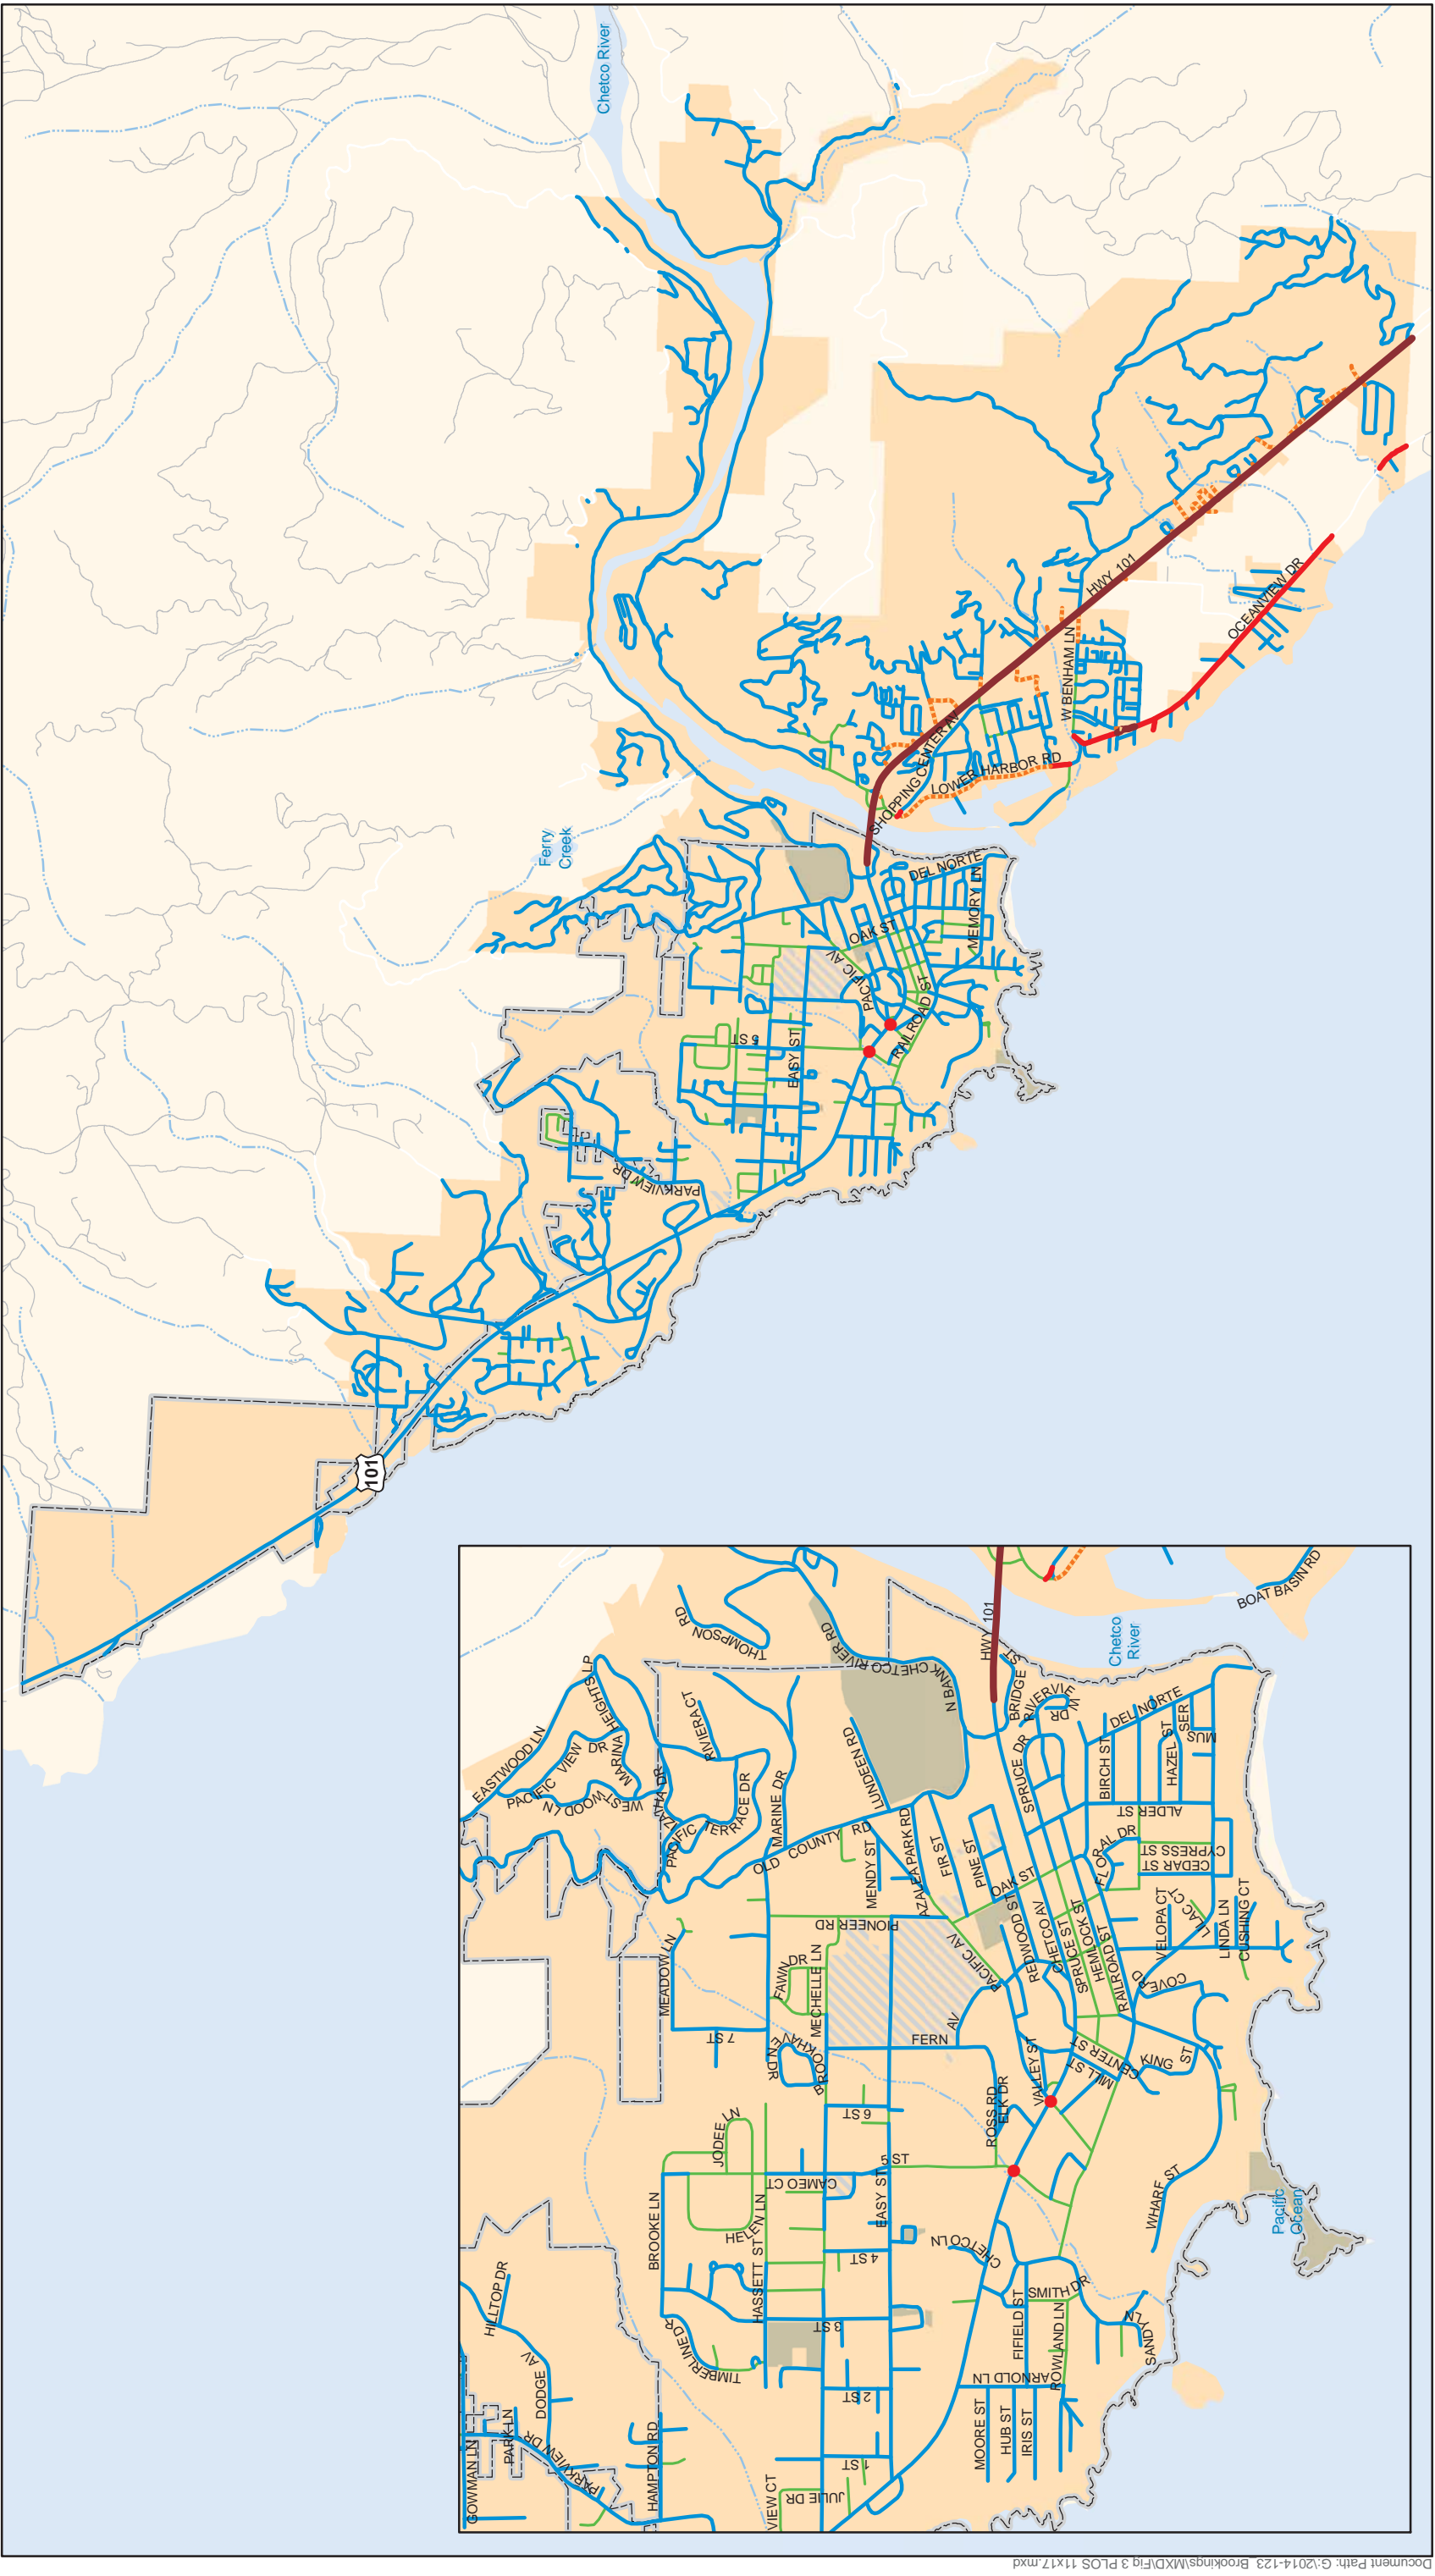 Chetco River
Ferry
Creek
HWY 101
OCEANVIEW DR
W BENHAM LN
SHOPPING CENTER AV
LOWER HARBOR RD
DEL NORTE
MEMORY LN
OAK ST
PACIFIC AV
PACIFIC
RAILROAD ST
5 ST
EASY ST
PARKVIEW DR
101
BOAT BASIN RD
THOMPSON RD
N BANK CHETCO RIVER RD
HWY 101
Chetco
River
BRIDGE ST
RIVERVIEW DR
EASTWOOD LN
MARINA HEIGHTS LP
PACIFIC VIEW DR
WESTWOOD LN
RIVIERA CT
LUNDEEN RD
SPRUCE DR
DEL NORTE
BIRCH ST
HAZEL ST
ALDER ST
PACIFIC TERRACE DR
MARINE DR
OLD COUNTY RD
MENDY ST
AZALEA PARK RD
FIR ST
PINE ST
OAK ST
FLORAL DR
CYPRESS ST
CEDAR ST
PIONEER RD
PACIFIC AV
REDWOOD ST
CHETCO AV
SPRUCE ST
HEMLOCK ST
RAILROAD ST
VELOPA CT
LILAC CT
LINDA LN
CUSHING CT
MEADOW LN
FAWN DR
MECHELLE LN
7 ST
FERN AV
COVE RD
VALLEY ST
CENTER ST
MILL ST
KING ST
JODEE LN
6 ST
ROSS RD
ELK DR
5 ST
CAMEO CT
EASY ST
WHARF ST
Pacific
Ocean
BROOKE LN
HELEN LN
HASSETT ST
4 ST
CHETCO LN
HILLTOP DR
TIMBERLINE DR
3 ST
FIFIELD ST
SMITH DR
ROWLAND LN
SANDY LN
DODGE AV
PARK LN
PARKVIEW DR
2 ST
ARNOLD LN
GOWMAN LN
HAMPTON RD
1 ST
MOORE ST
HUB ST
IRIS ST
VIEW CT
JULIE DR
Document Path: G:\2014-123_Brookings\MXD\Fig 3 PLOS 11x17.mxd